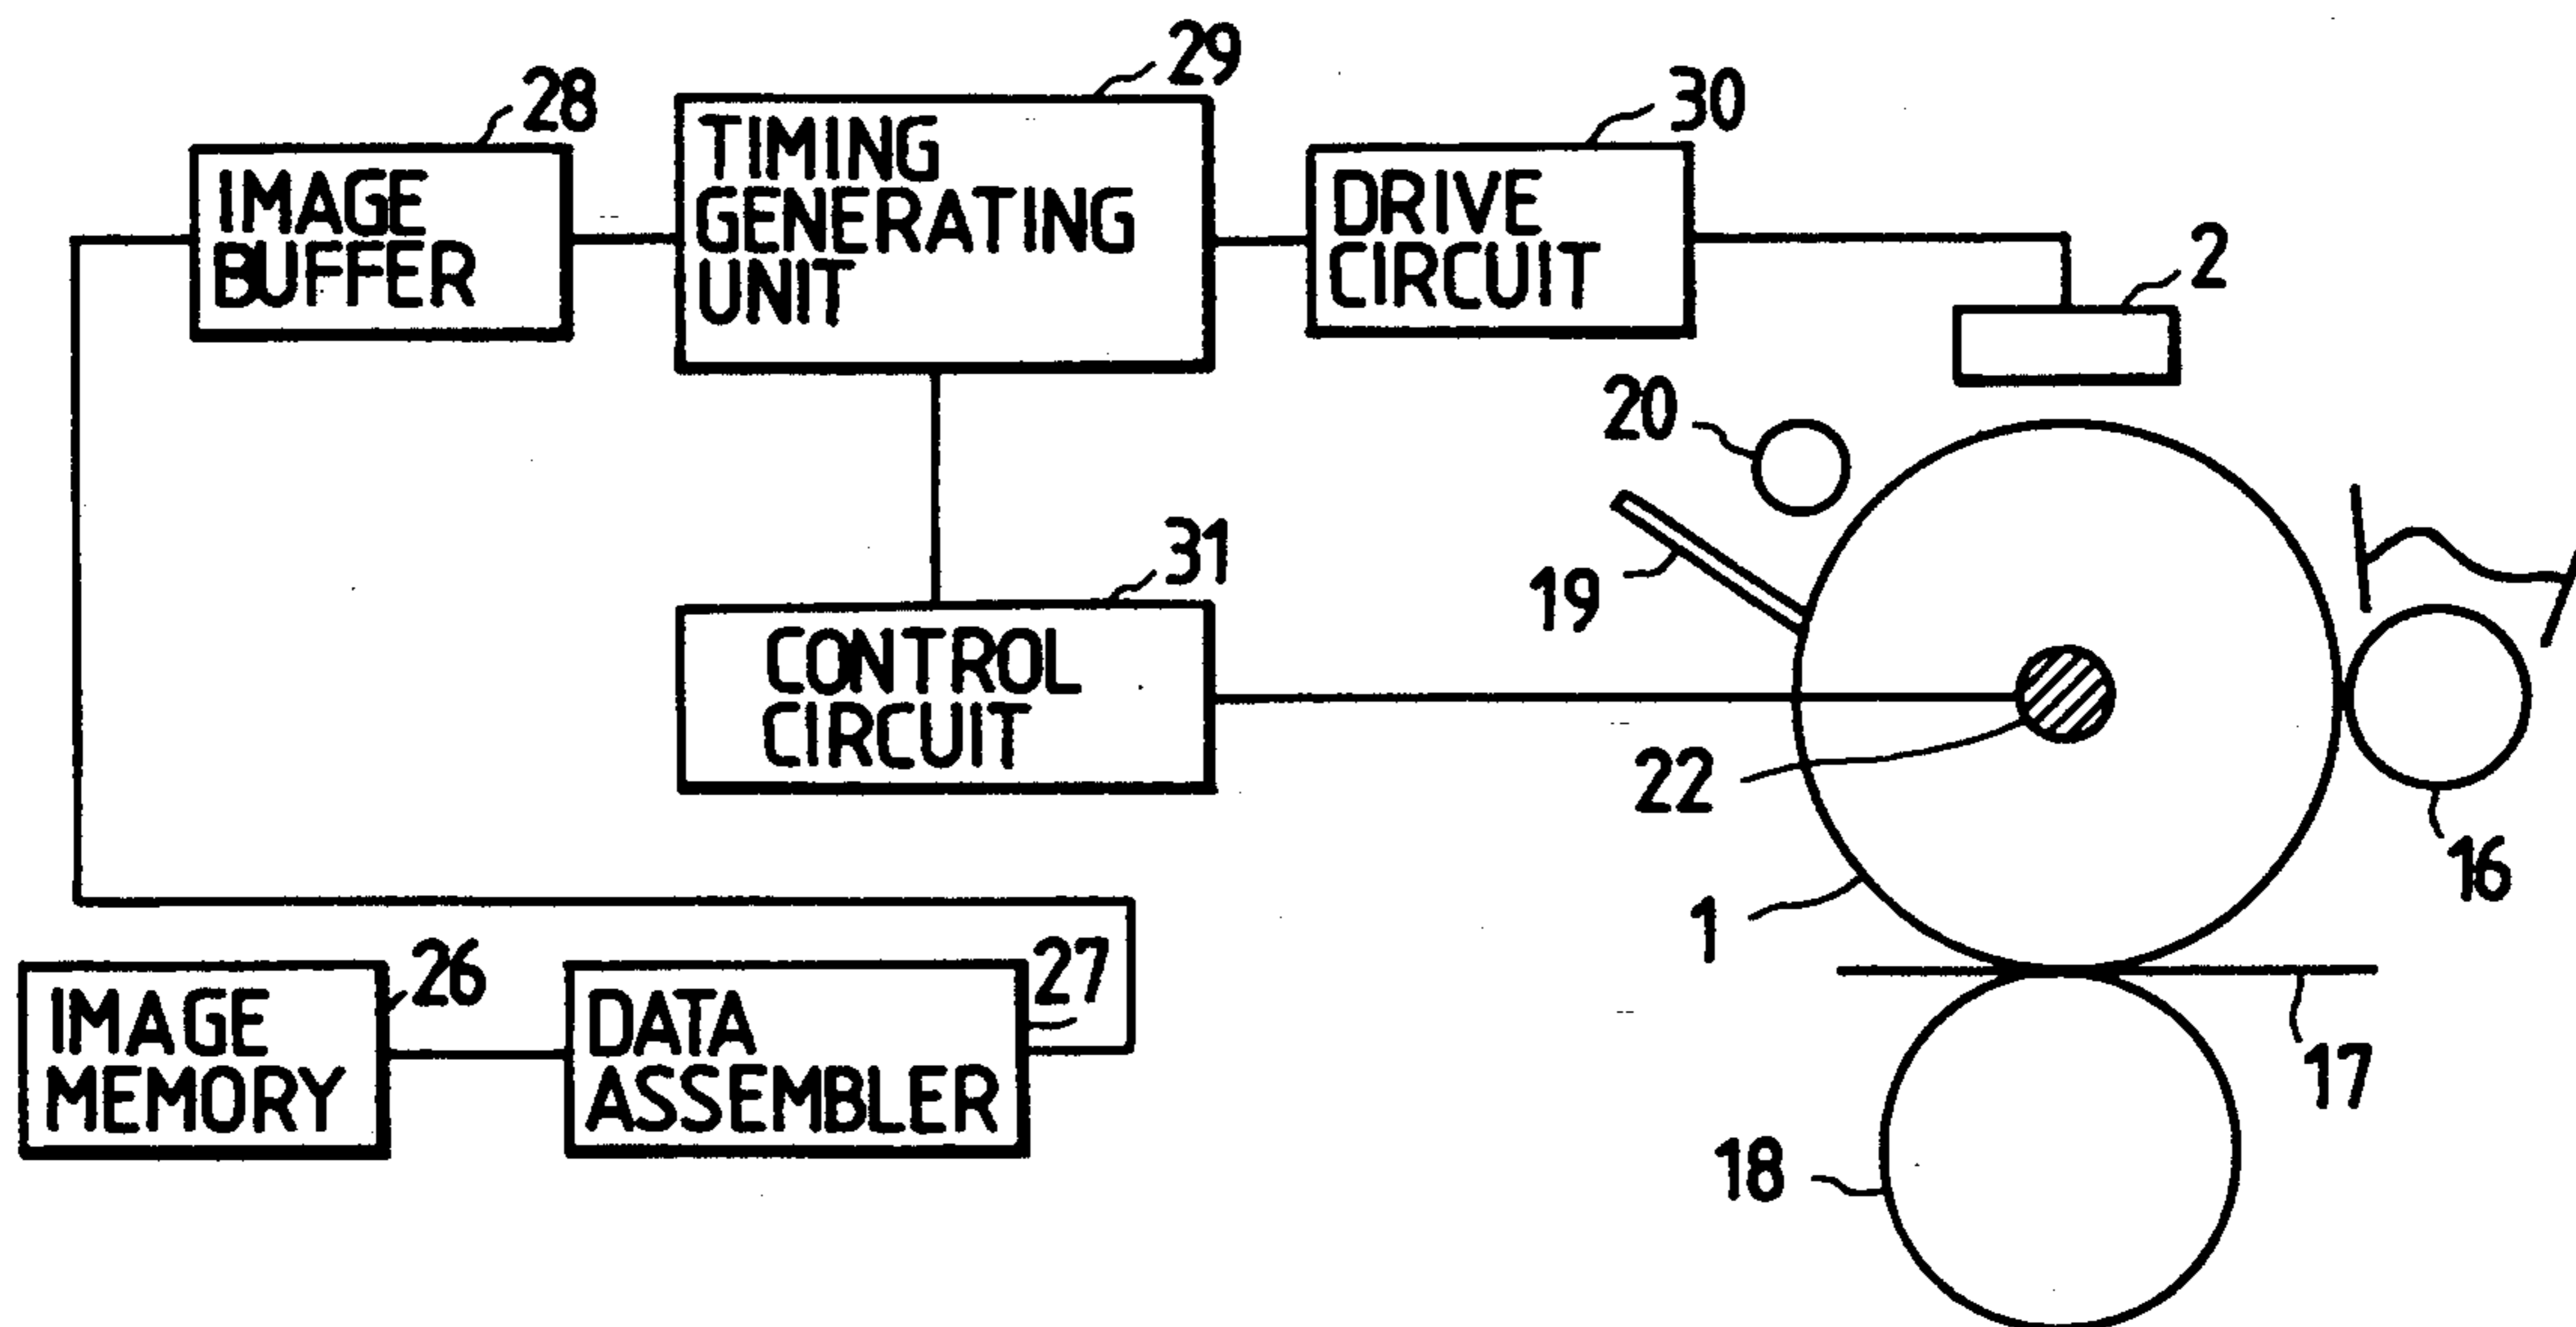 29
28
30
TIMING
GENERATING
UNIT
IMAGE
BUFFER
DRIVE
CIRCUIT
2
20
31
19
CONTROL
CIRCUIT
22
16
1
26
27
IMAGE
MEMORY
DATA
ASSEMBLER
17
18